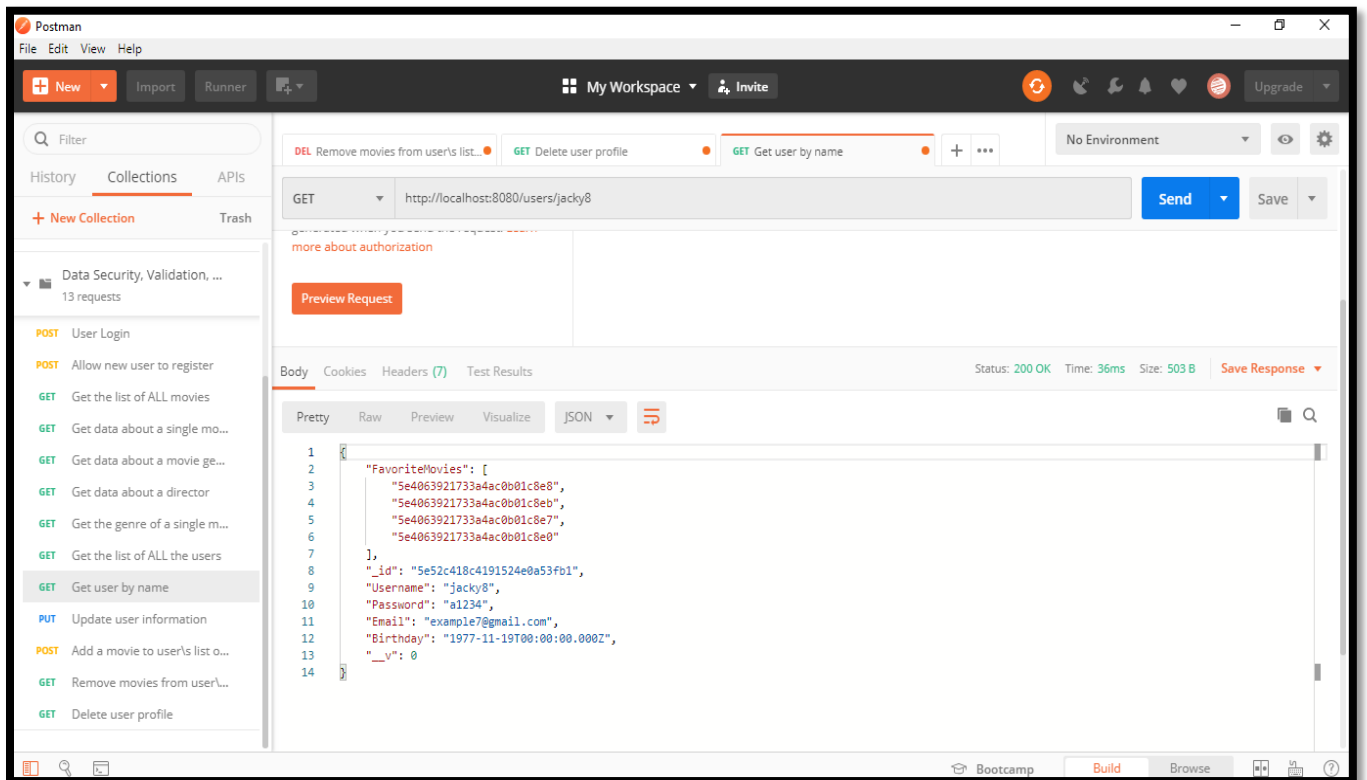 Postman
File Edit View Help
New Import Runner My Workspace Invite Upgrade
Filter
History Collections APIs
+ New Collection Trash
Data Security, Validation, ...
13 requests
POST User Login
POST Allow new user to register
GET Get the list of ALL movies
GET Get data about a single mo...
GET Get data about a movie ge...
GET Get data about a director
GET Get the genre of a single m...
GET Get the list of ALL the users
GET Get user by name
PUT Update user information
POST Add a movie to user\s list o...
GET Remove movies from user\...
GET Delete user profile
DEL Remove movies from user\s list... GET Delete user profile GET Get user by name + ••• No Environment
GET http://localhost:8080/users/jacky8 Send Save
more about authorization
Preview Request
Body Cookies Headers (7) Test Results Status: 200 OK Time: 36ms Size: 503 B Save Response
Pretty Raw Preview Visualize JSON
1 {
2 "FavoriteMovies": [
3 "5e4063921733a4ac0b01c8e8",
4 "5e4063921733a4ac0b01c8eb",
5 "5e4063921733a4ac0b01c8e7",
6 "5e4063921733a4ac0b01c8e0"
7 ],
8 "_id": "5e52c418c4191524e0a53fb1",
9 "Username": "jacky8",
10 "Password": "a1234",
11 "Email": "example7@gmail.com",
12 "Birthday": "1977-11-19T00:00:00.000Z",
13 "__v": 0
14 }
Bootcamp Build Browse